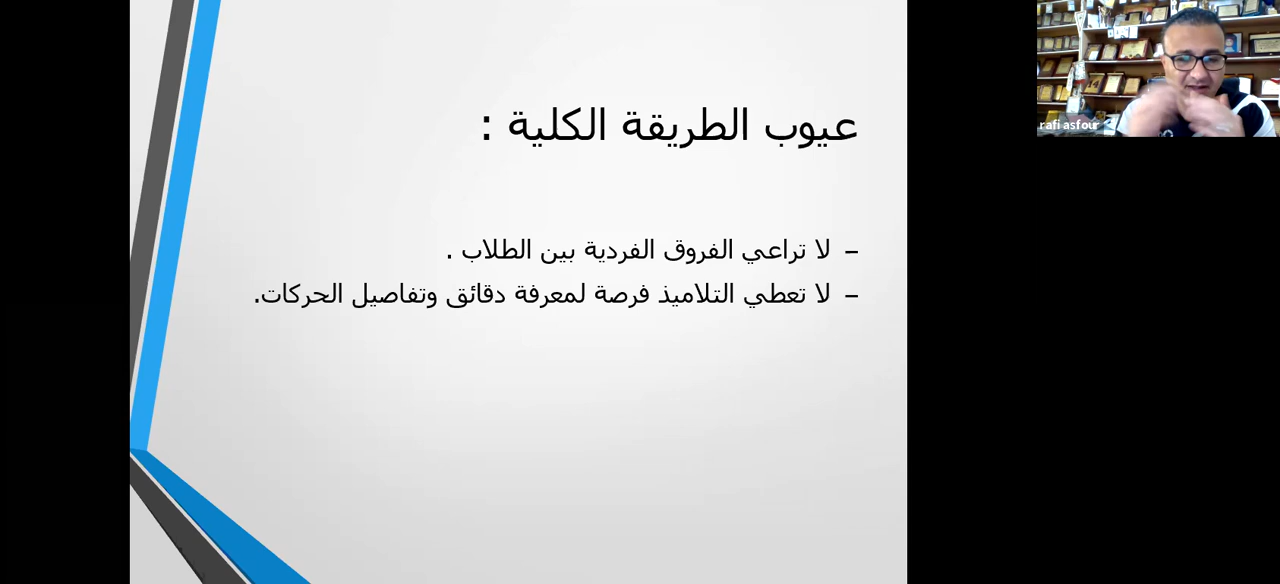 عيوب الطريقة الكلية :
– لا تراعي الفروق الفردية بين الطلاب .
– لا تعطي التلاميذ فرصة لمعرفة دقائق وتفاصيل الحركات.
rafi asfour